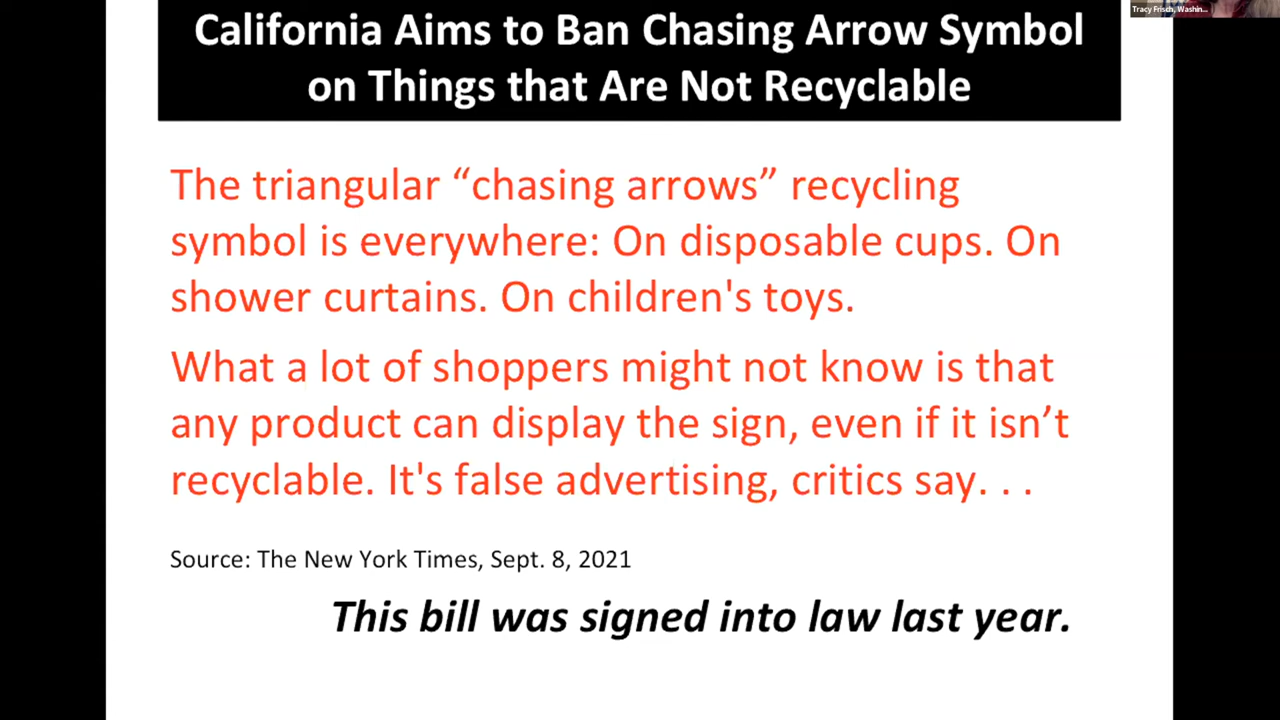 Tracy Frisch, Washin...
California Aims to Ban Chasing Arrow Symbol
on Things that Are Not Recyclable
The triangular “chasing arrows” recycling
symbol is everywhere: On disposable cups. On
shower curtains. On children's toys.
What a lot of shoppers might not know is that
any product can display the sign, even if it isn’t
recyclable. It's false advertising, critics say. . .
Source: The New York Times, Sept. 8, 2021
This bill was signed into law last year.